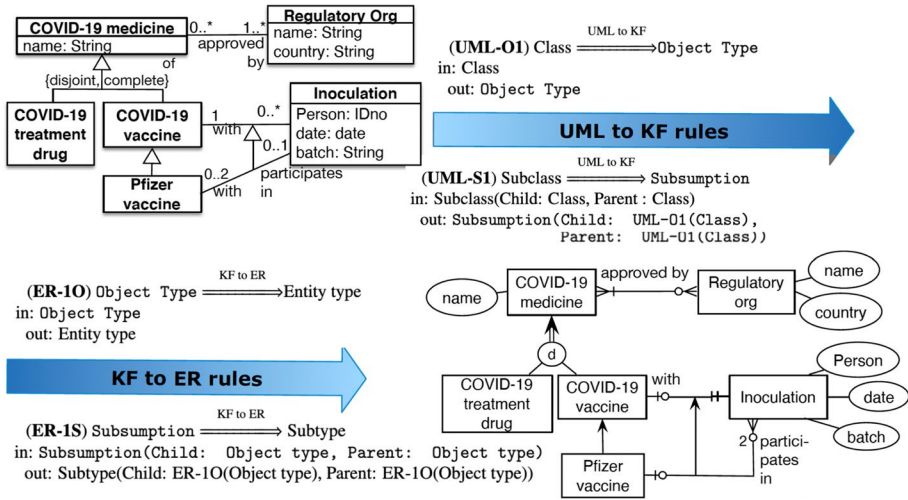 COVID-19 medicine
name: String
0..*
1..*
approved
by
Regulatory Org
name: String
country: String
of
{disjoint, complete}
COVID-19
treatment
drug
COVID-19
vaccine
1
with
0..*
Inoculation
Person: IDno
date: date
batch: String
0..1
participates
in
Pfizer
vaccine
0..2
with
(UML-O1) Class UML to KF Object Type
in: Class
out: Object Type
UML to KF rules
(UML-S1) Subclass UML to KF Subsumption
in: Subclass(Child: Class, Parent : Class)
out: Subsumption(Child: UML-O1(Class),
Parent: UML-O1(Class))
(ER-1O) Object Type KF to ER Entity type
in: Object Type
out: Entity type
KF to ER rules
(ER-1S) Subsumption KF to ER Subtype
in: Subsumption(Child: Object type, Parent: Object type)
out: Subtype(Child: ER-1O(Object type), Parent: ER-1O(Object type))
name
COVID-19
medicine
approved by
Regulatory
org
name
country
d
COVID-19
treatment
drug
COVID-19
vaccine
with
Inoculation
Person
date
batch
2
partici-
pates
in
Pfizer
vaccine